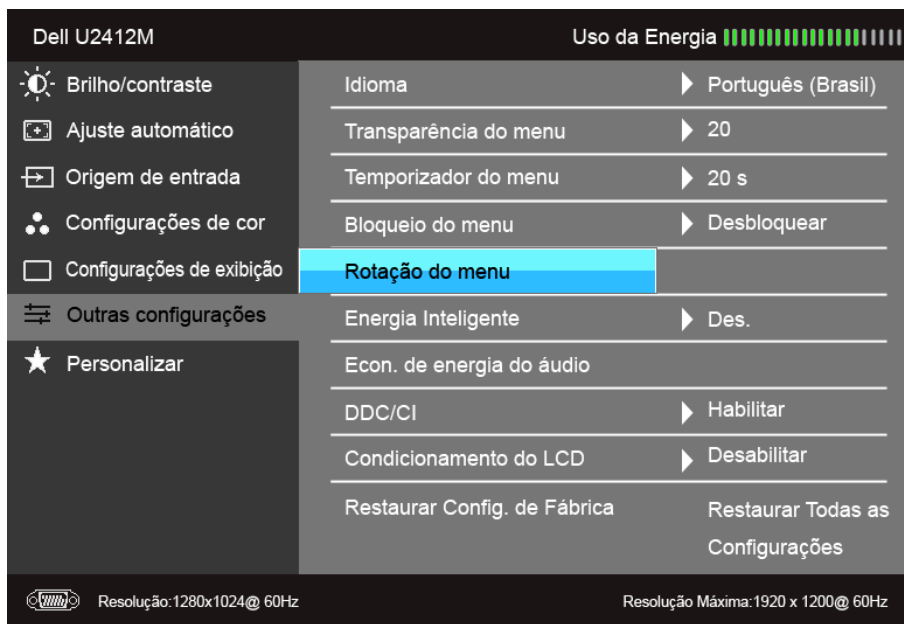 Dell U2412M Uso da Energia
Brilho/contraste
Ajuste automático
Origem de entrada
Configurações de cor
Configurações de exibição
Outras configurações
Personalizar
Idioma Português (Brasil)
Transparência do menu 20
Temporizador do menu 20 s
Bloqueio do menu Desbloquear
Rotação do menu
Energia Inteligente Des.
Econ. de energia do áudio
DDC/CI Habilitar
Condicionamento do LCD Desabilitar
Restaurar Config. de Fábrica Restaurar Todas as
Configurações
Resolução:1280x1024@ 60Hz Resolução Máxima:1920 x 1200@ 60Hz